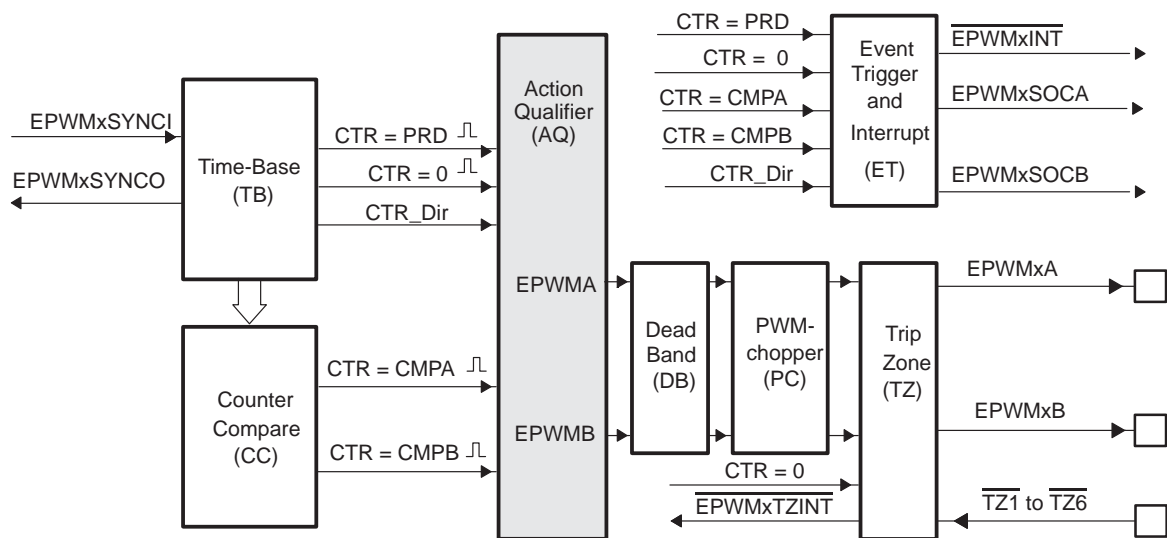 EPWMxSYNCI
EPWMxSYNCO
Time-Base
(TB)
CTR = PRD
CTR = 0
CTR_Dir
Counter
Compare
(CC)
CTR = CMPA
CTR = CMPB
Action
Qualifier
(AQ)
EPWMA
EPWMB
CTR = PRD
CTR = 0
CTR = CMPA
CTR = CMPB
CTR_Dir
Event
Trigger
and
Interrupt
(ET)
EPWMxINT
EPWMxSOCA
EPWMxSOCB
Dead
Band
(DB)
PWM-
chopper
(PC)
Trip
Zone
(TZ)
EPWMxA
EPWMxB
CTR = 0
EPWMxTZINT
TZ1 to TZ6